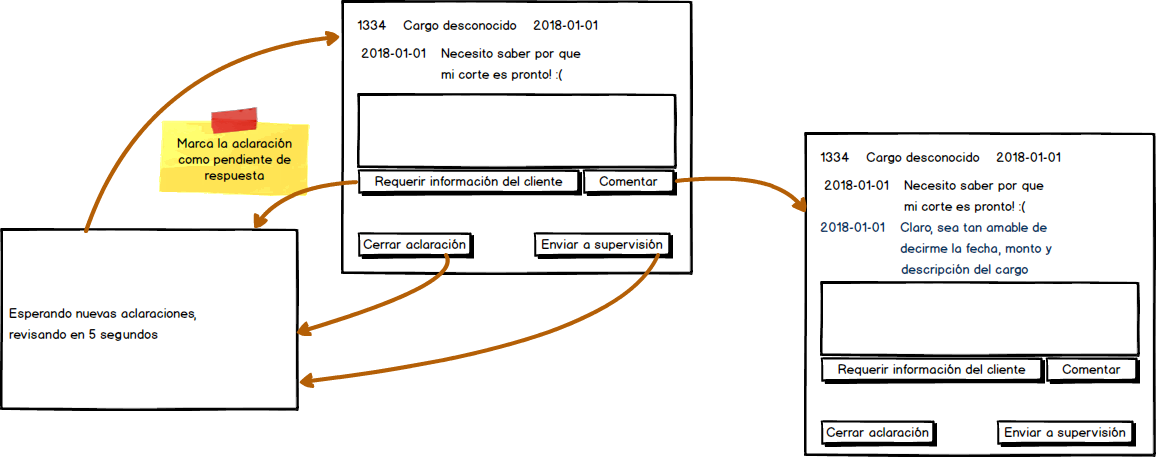 1334 Cargo desconocido 2018-01-01
2018-01-01 Necesito saber por que
mi corte es pronto! :(
Requerir información del cliente Comentar
Cerrar aclaración Enviar a supervisión
Marca la aclaración
como pendiente de
respuesta
Esperando nuevas aclaraciones,
revisando en 5 segundos
1334 Cargo desconocido 2018-01-01
2018-01-01 Necesito saber por que
mi corte es pronto! :(
2018-01-01 Claro, sea tan amable de
decirme la fecha, monto y
descripción del cargo
Requerir información del cliente Comentar
Cerrar aclaración Enviar a supervisión